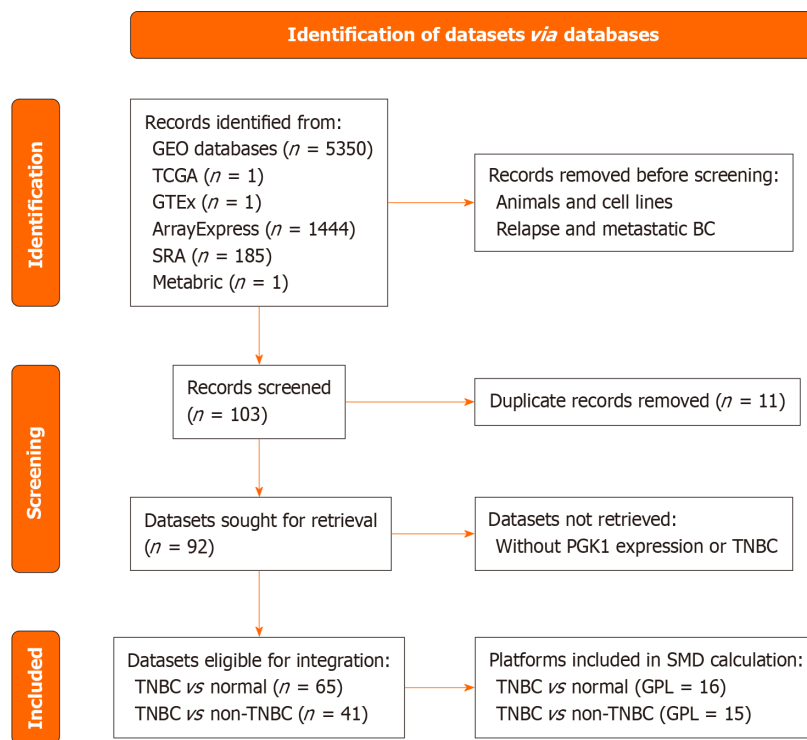 Identification of datasets via databases
Identification
Records identified from:
GEO databases (n = 5350)
TCGA (n = 1)
GTEx (n = 1)
ArrayExpress (n = 1444)
SRA (n = 185)
Metabric (n = 1)
Records removed before screening:
Animals and cell lines
Relapse and metastatic BC
Screening
Records screened
(n = 103)
Duplicate records removed (n = 11)
Datasets sought for retrieval
(n = 92)
Datasets not retrieved:
Without PGK1 expression or TNBC
Included
Datasets eligible for integration:
TNBC vs normal (n = 65)
TNBC vs non-TNBC (n = 41)
Platforms included in SMD calculation:
TNBC vs normal (GPL = 16)
TNBC vs non-TNBC (GPL = 15)